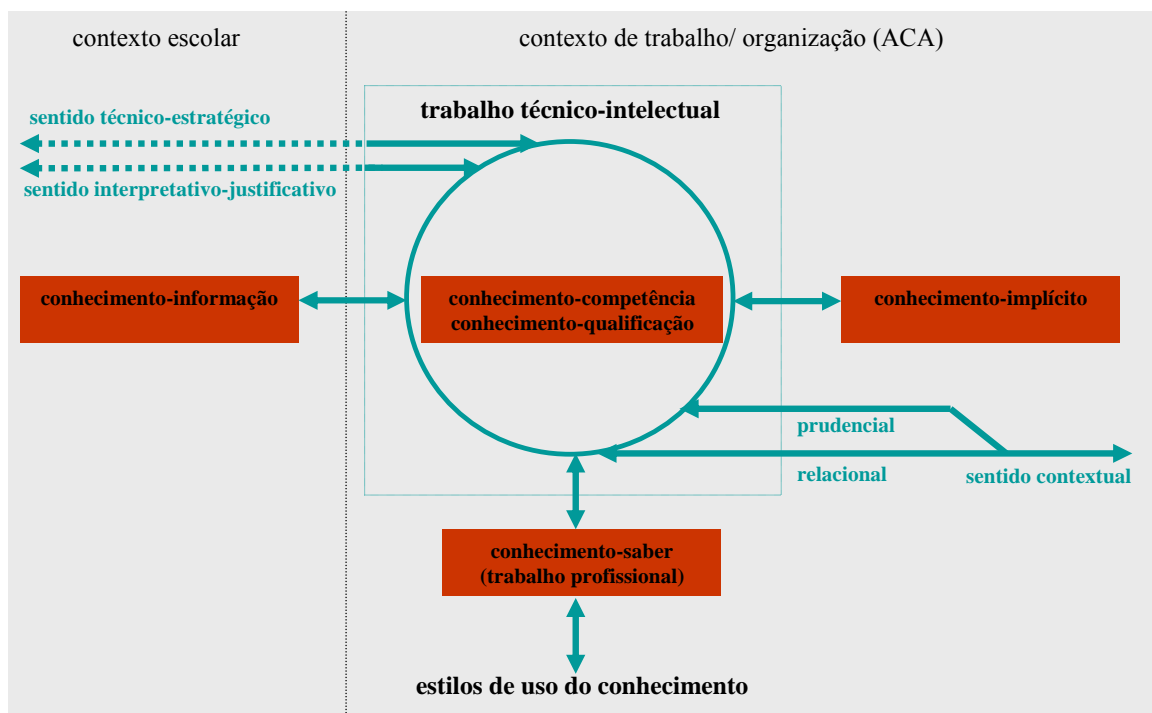 contexto escolar
contexto de trabalho/ organização (ACA)
trabalho técnico-intelectual
sentido técnico-estratégico
sentido interpretativo-justificativo
conhecimento-informação
conhecimento-competência
conhecimento-qualificação
conhecimento-implícito
prudencial
relacional
sentido contextual
conhecimento-saber
(trabalho profissional)
estilos de uso do conhecimento